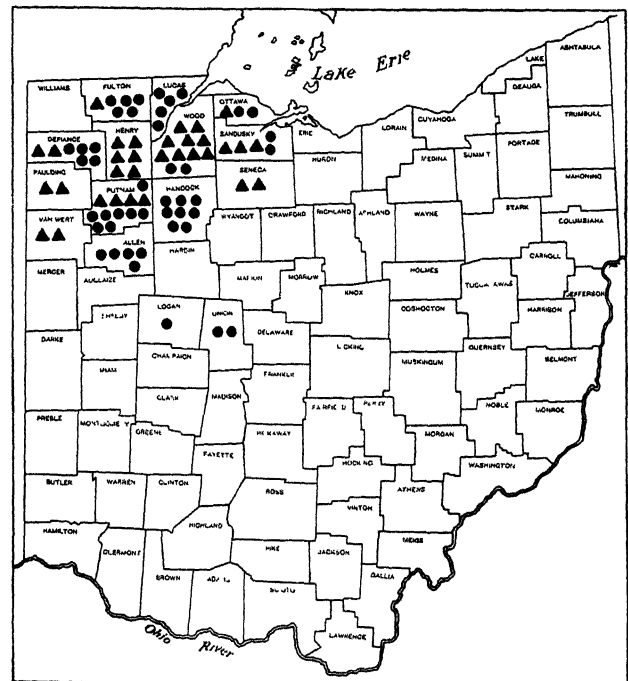 Lake Erie
ASHTABULA
LAKE
GEAUGA
WILLIAMS
FULTON
LUCAS
OTTAWA
CUYAHOGA
TRUMBULL
WOOD
SANDUSKY
ERIE
LORAIN
DEFIANCE
HENRY
HURON
MEDINA
SUMMIT
PORTAGE
PAULDING
SENECA
MAHONING
PUTNAM
HANCOCK
VAN WERT
WYANDOT
CRAWFORD
RICHLAND
ASHLAND
WAYNE
STARK
COLUMBIANA
ALLEN
HARDIN
MERCER
AUGLAIZE
MARION
MORROW
HOLMES
CARROLL
JEFFERSON
KNOX
LOGAN
UNION
DELAWARE
COSHOCTON
HARRISON
DARKE
CHAMPAIGN
GUERNSEY
BELMONT
MUSKINGUM
FRANKLIN
CLARK
MADISON
NOBLE
MONROE
PREBLE
GREENE
FAYETTE
MORGAN
HOCKING
WASHINGTON
BUTLER
WARREN
CLINTON
ROSS
ATHENS
VINTON
HAMILTON
HIGHLAND
PIKE
JACKSON
MEIGS
CLERMONT
BROWN
GALLIA
LAWRENCE
Ohio River